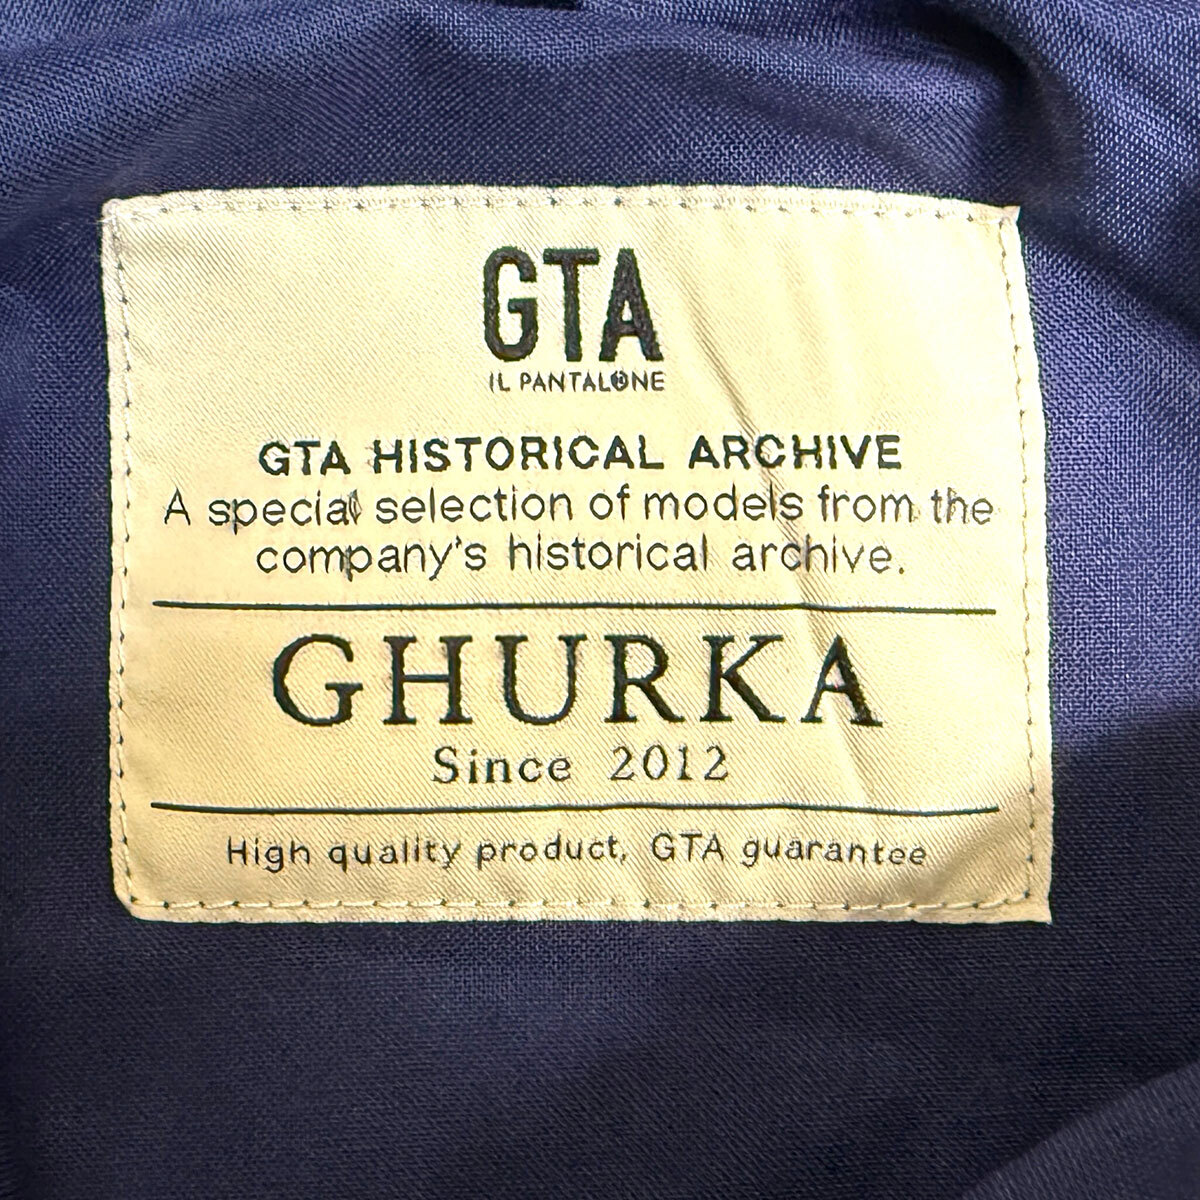 GTA
IL PANTALONE
GTA HISTORICAL ARCHIVE
A special selection of models from the
company's historical archive.
GHURKA
Since 2012
High quality product, GTA guarantee